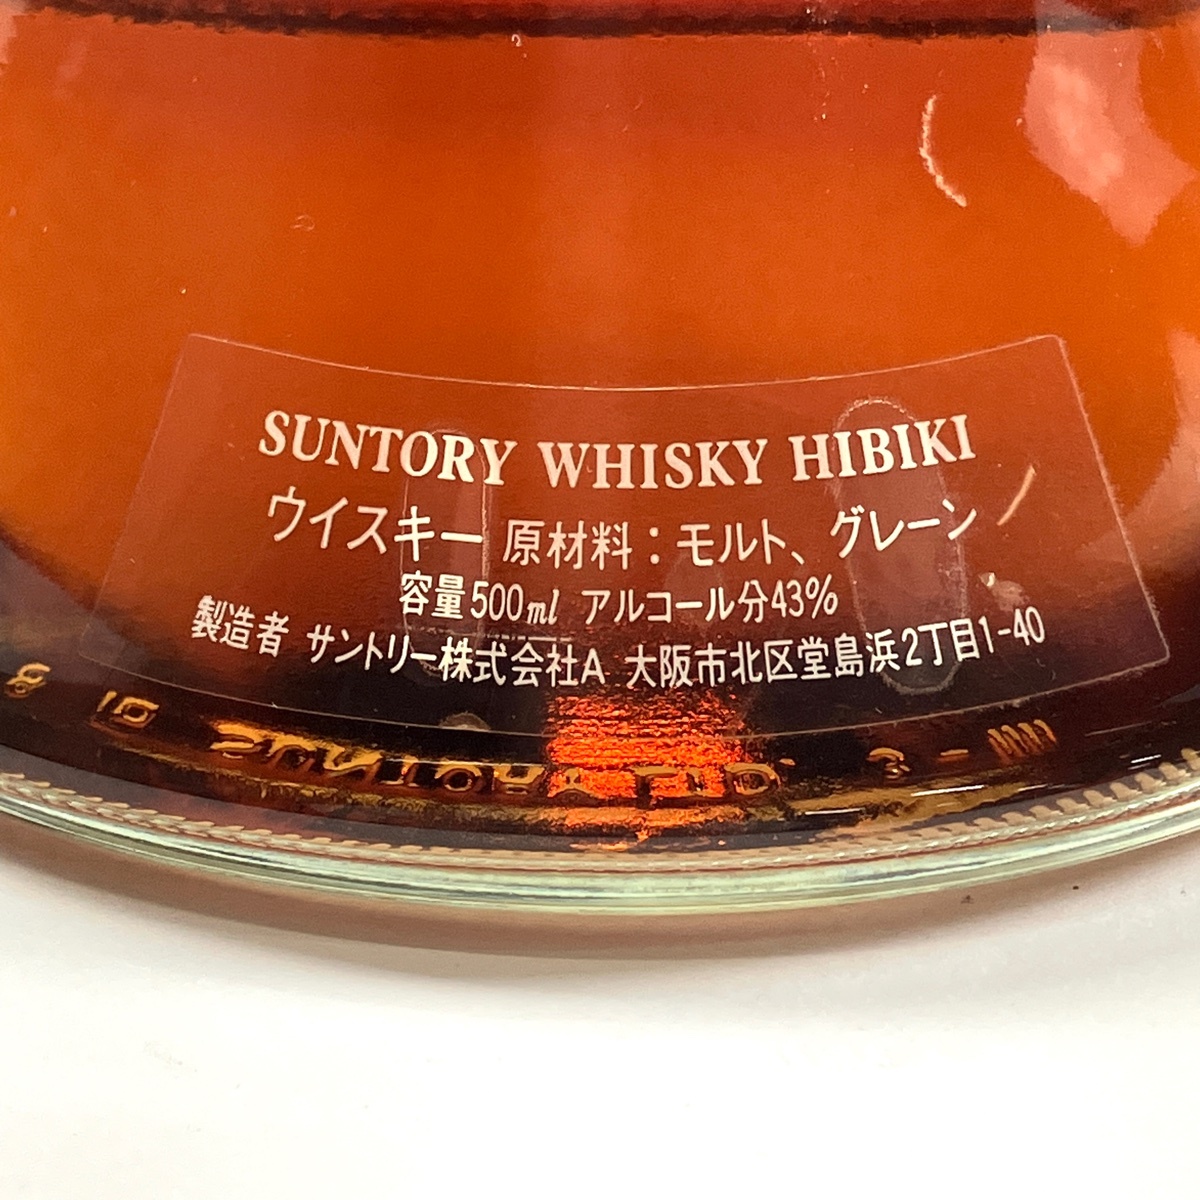 SUNTORY WHISKY HIBIKI
ウイスキー 原材料：モルト、グレーン
容量500ml アルコール分43%
製造者 サントリー株式会社A 大阪市北区堂島浜2丁目1-40
SUNTORY LTD